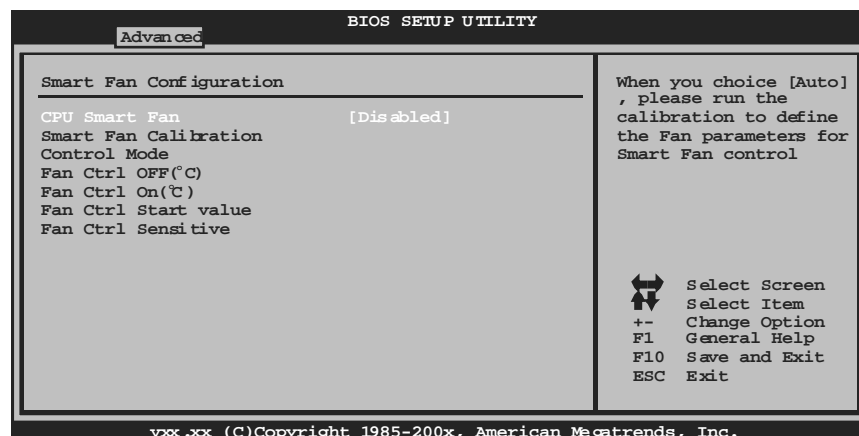 BIOS SETUP UTILITY
Advanced
Smart Fan Configuration
CPU Smart Fan [Disabled]
Smart Fan Calibration
Control Mode
Fan Ctrl OFF(°C)
Fan Ctrl On(°C)
Fan Ctrl Start value
Fan Ctrl Sensitive
When you choice [Auto]
, please run the
calibration to define
the Fan parameters for
Smart Fan control
Select Screen
Select Item
+- Change Option
F1 General Help
F10 Save and Exit
ESC Exit
vxx.xx (C)Copyright 1985-200x, American Megatrends, Inc.